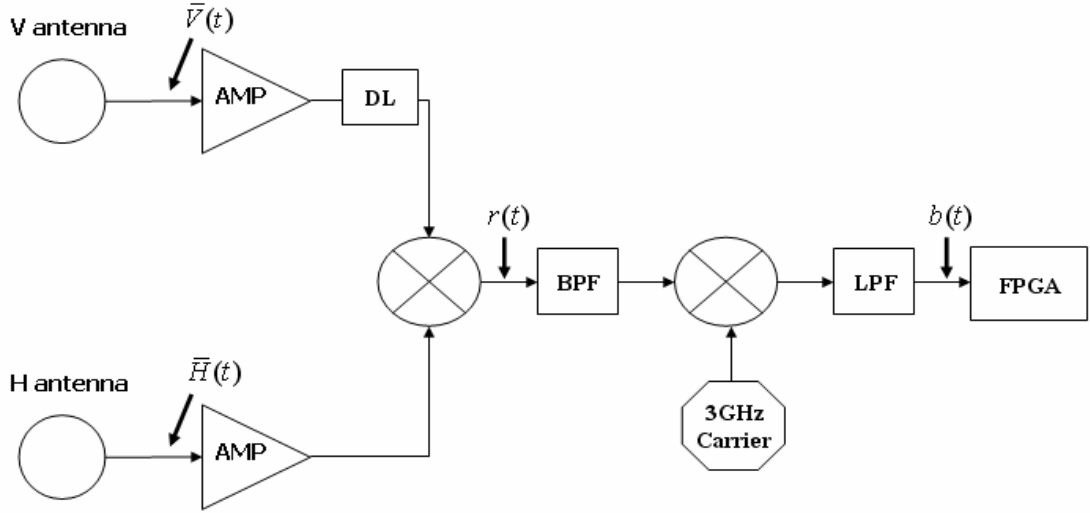 V antenna
V̅(t)
AMP
DL
r(t)
b(t)
BPF
LPF
FPGA
H antenna
H̅(t)
AMP
3GHz
Carrier